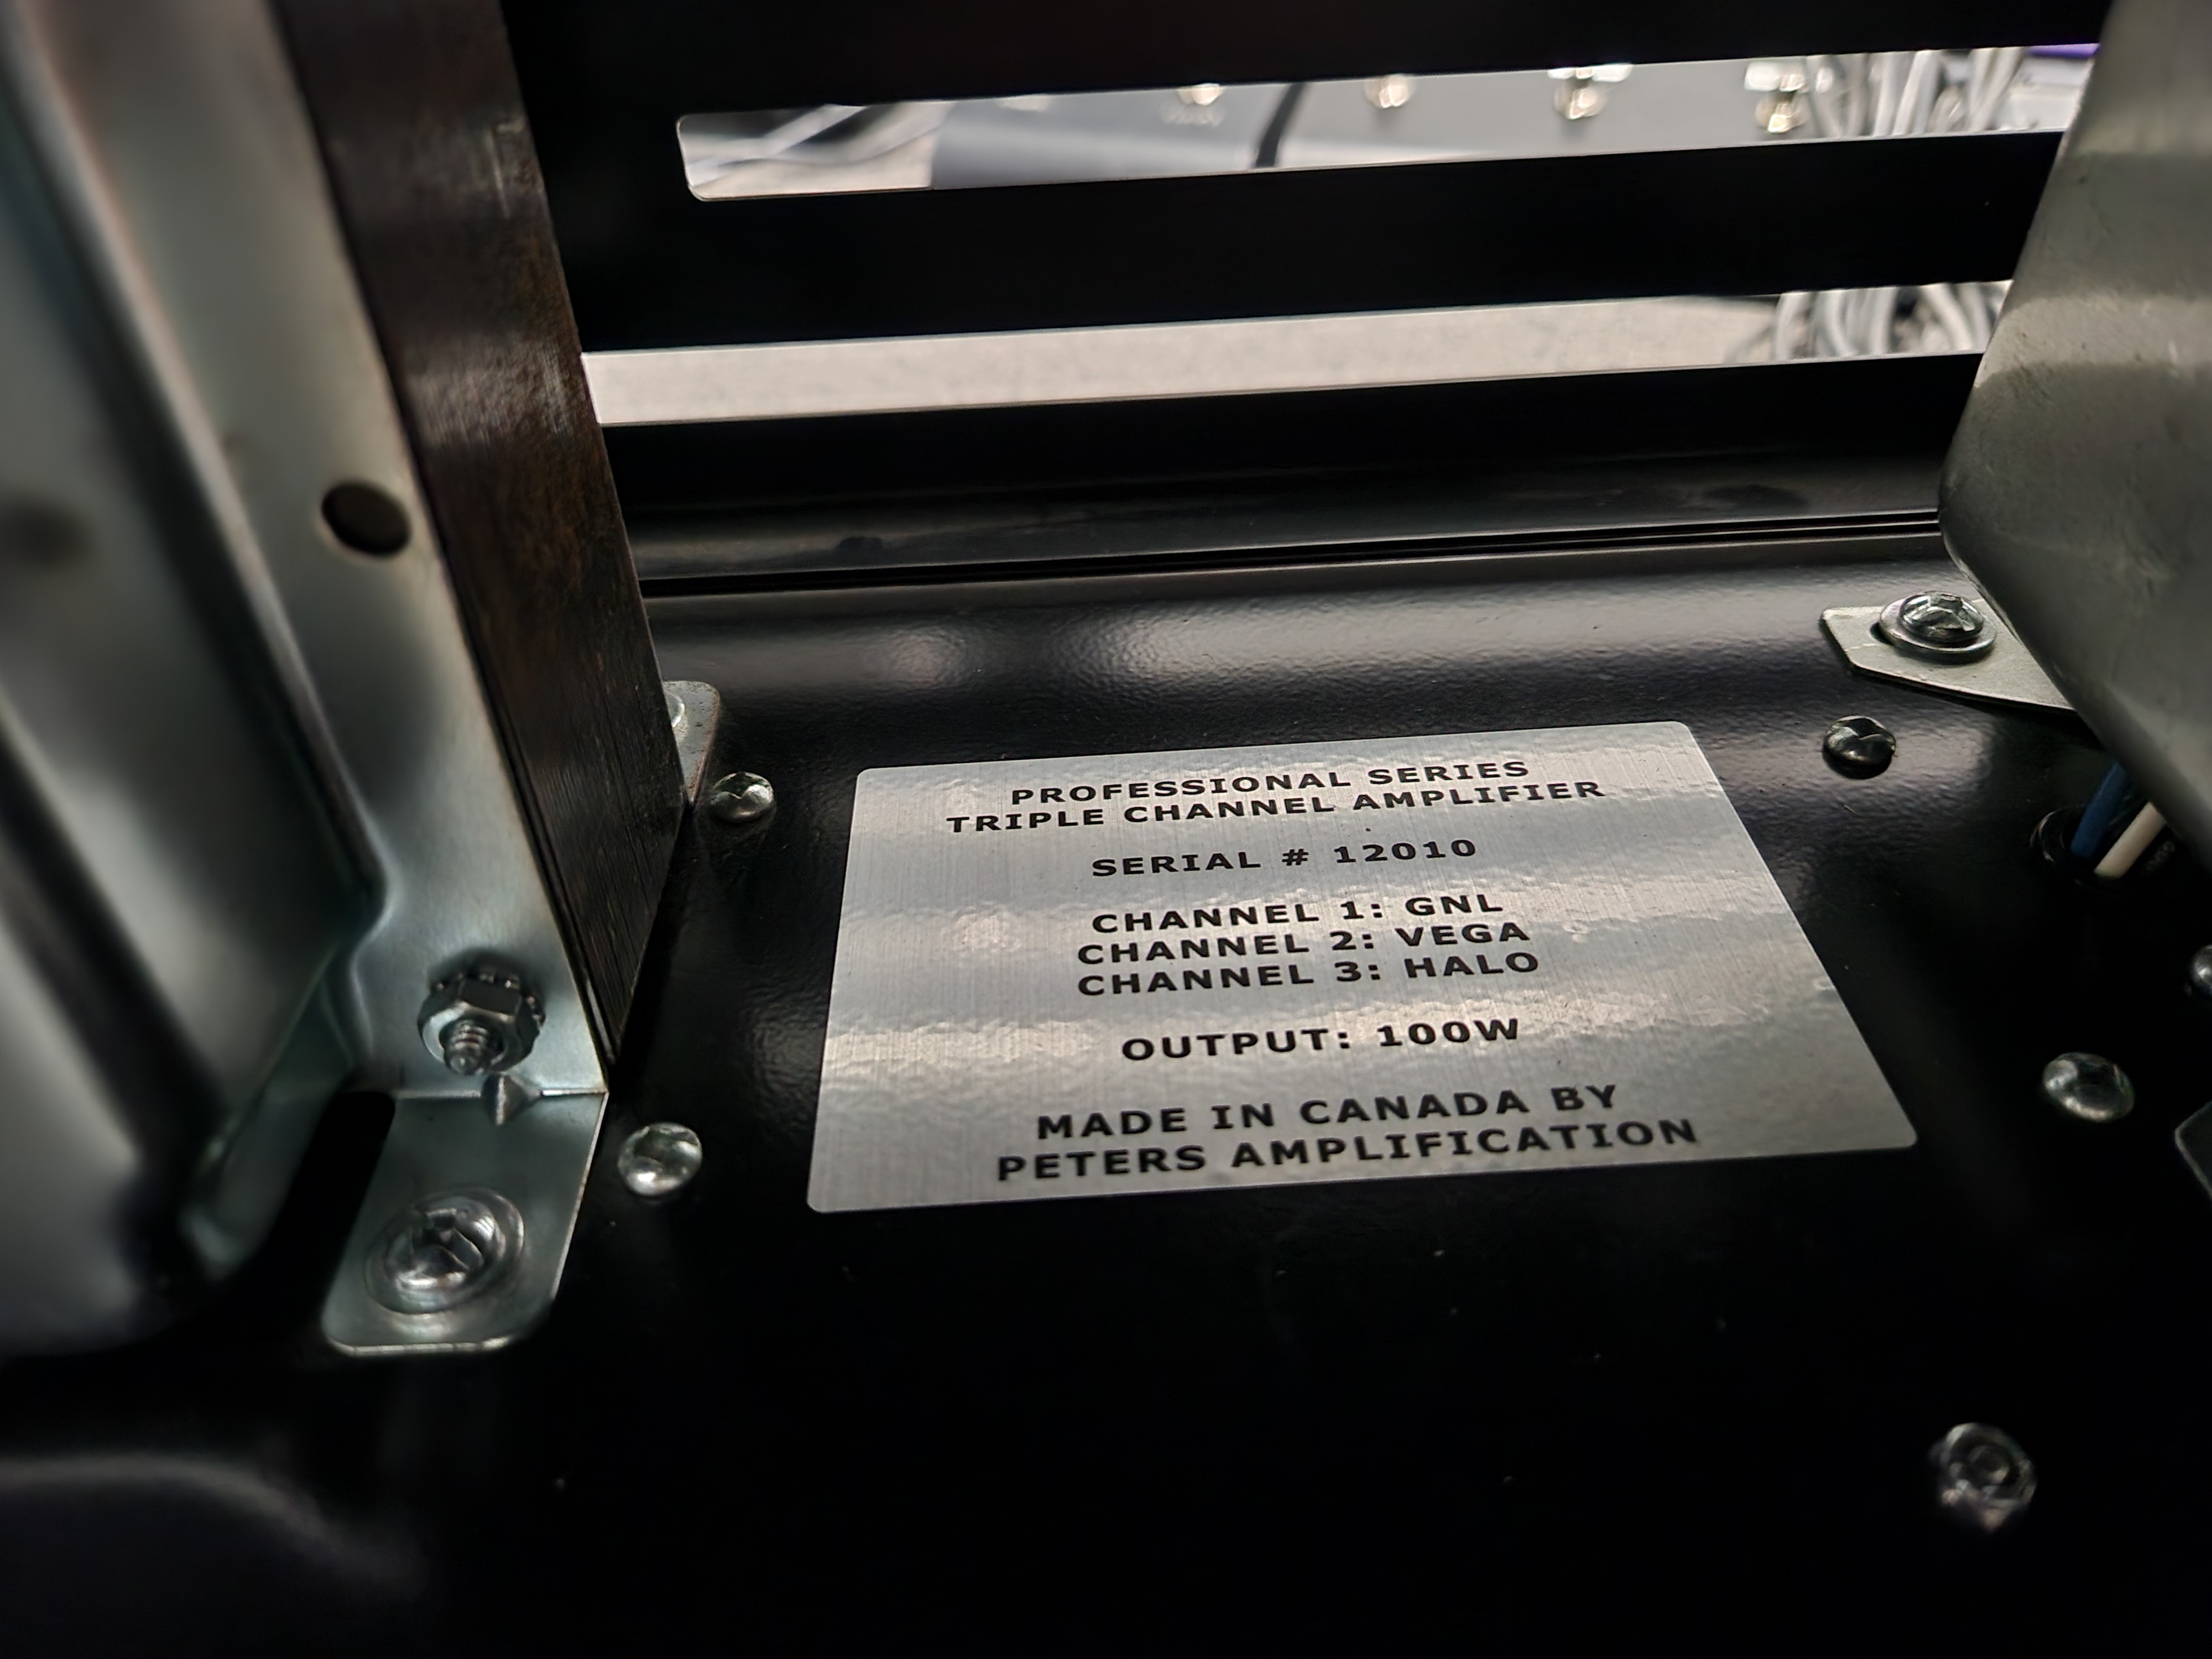 PROFESSIONAL SERIES
TRIPLE CHANNEL AMPLIFIER
SERIAL # 12010
CHANNEL 1: GNL
CHANNEL 2: VEGA
CHANNEL 3: HALO
OUTPUT: 100W
MADE IN CANADA BY
PETERS AMPLIFICATION